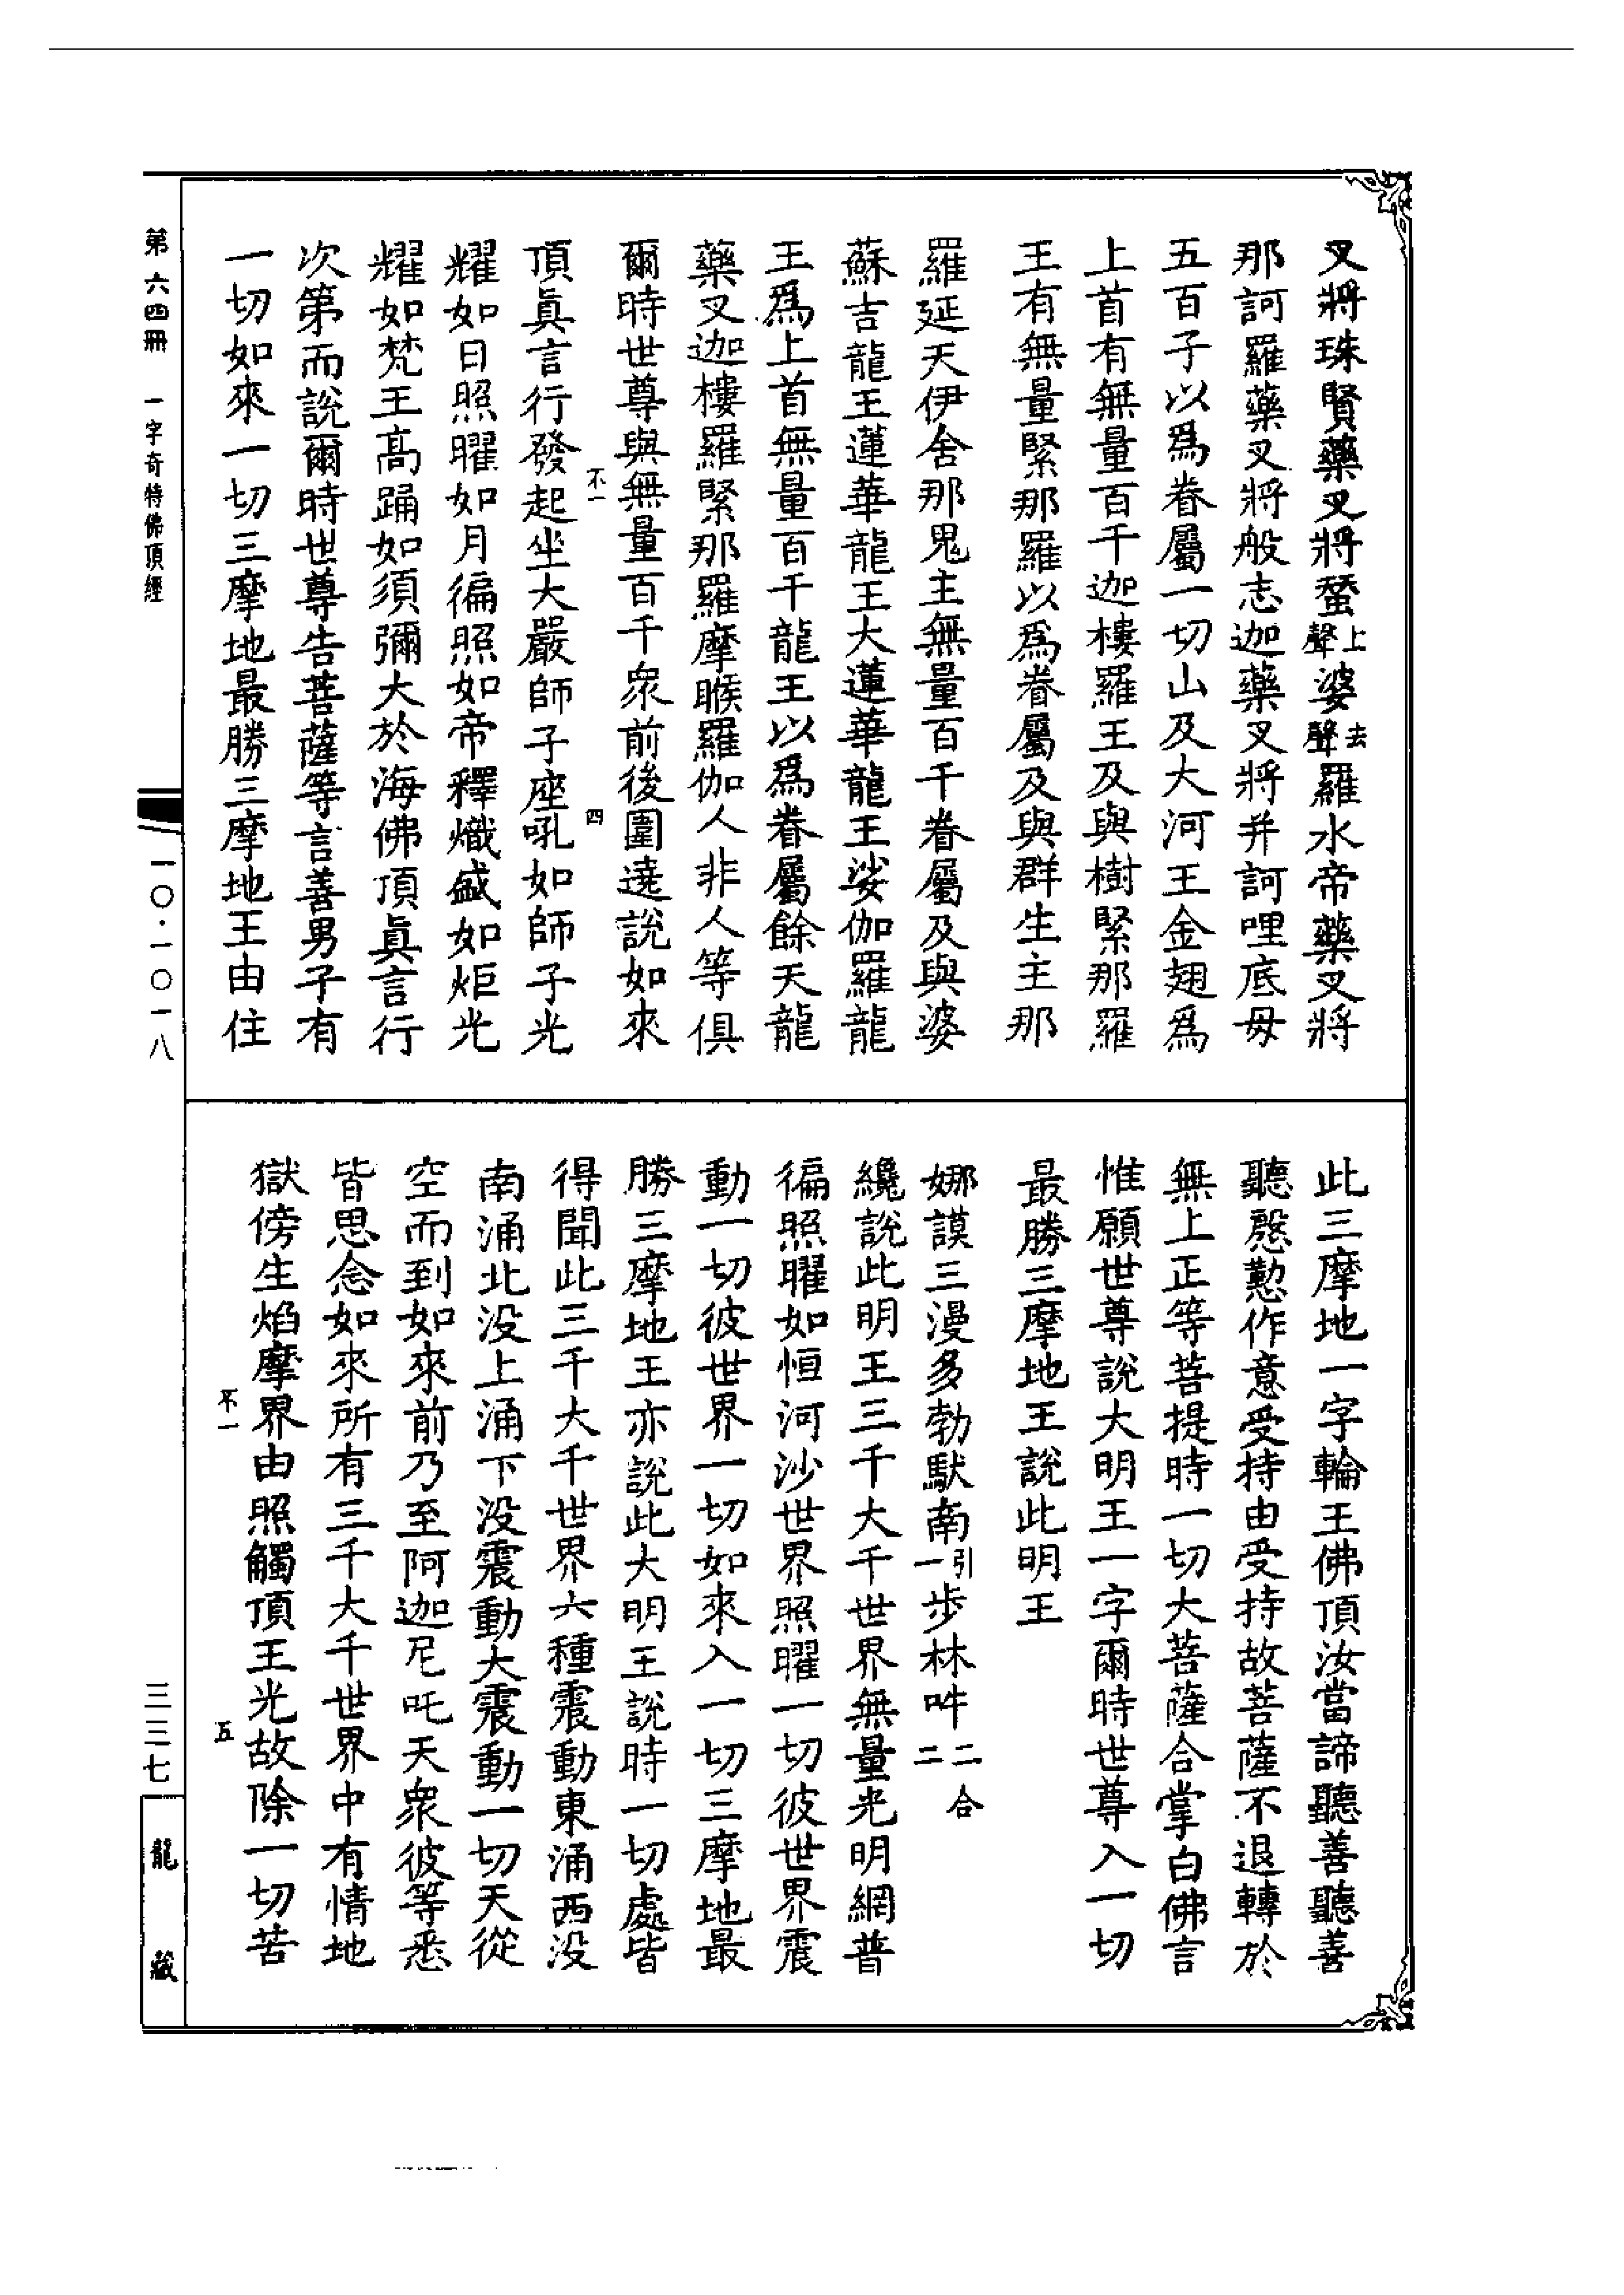 叉將珠賢藥叉將蝅上聲婆去聲羅水帝藥叉將
那訶羅藥叉將般志迦藥叉將并訶哩底母
五百子以爲眷屬一切山及大河王金翅爲
上首有無量百千迦樓羅王及與樹緊那羅
王有無量緊那羅以爲眷屬及與群生主那
羅延天伊舍那鬼主無量百千眷屬及與婆
蘇吉龍王蓮華龍王大蓮華龍王娑伽羅龍
王爲上首無量百千龍王以爲眷屬餘天龍
藥叉迦樓羅緊那羅摩睺羅伽人非人等俱
爾時世尊與無量百千衆前後圍遶說如來
不一
四
頂眞言行發起坐大嚴師子座吼如師子光
耀如日照曜如月徧照如帝釋熾盛如炬光
耀如梵王高踊如須彌大於海佛頂眞言行
次第而說爾時世尊告菩薩等言善男子有
一切如來一切三摩地最勝三摩地王由住
第六四冊
一字奇特佛頂經
一〇·一〇一八
此三摩地一字輪王佛頂汝當諦聽善聽善
聽慇懃作意受持由受持故菩薩不退轉於
無上正等菩提時一切大菩薩合掌白佛言
惟願世尊說大明王一字爾時世尊入一切
最勝三摩地王說此明王
娜謨三漫多勃馱南引一步林吽二合二
纔說此明王三千大千世界無量光明網普
徧照曜如恒河沙世界照曜一切彼世界震
動一切彼世界一切如來入一切三摩地最
勝三摩地王亦說此大明王說時一切處皆
得聞此三千大千世界六種震動東涌西沒
南涌北没上涌下没震動大震動一切天從
空而到如來前乃至阿迦尼吒天衆彼等悉
皆思念如來所有三千大千世界中有情地
獄傍生焰摩界由照觸頂王光故除一切苦
不一
五
三三七
龍藏